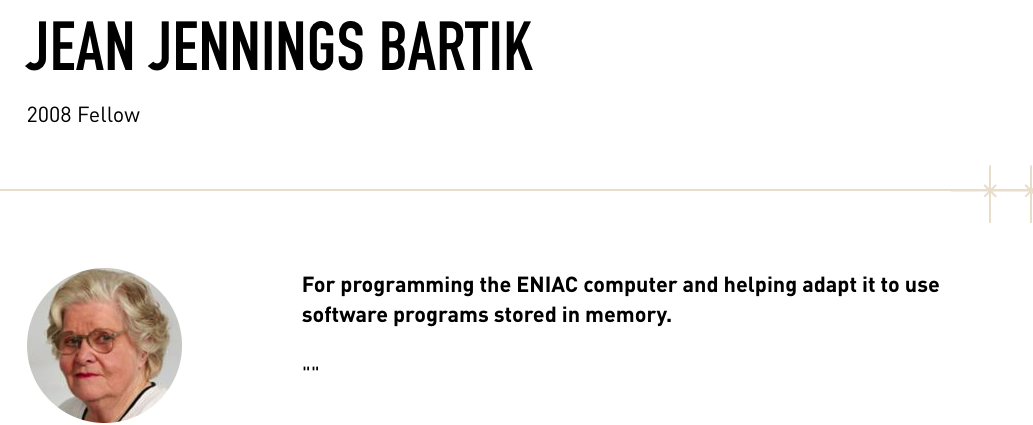 JEAN JENNINGS BARTIK
2008 Fellow
For programming the ENIAC computer and helping adapt it to use
software programs stored in memory.
""